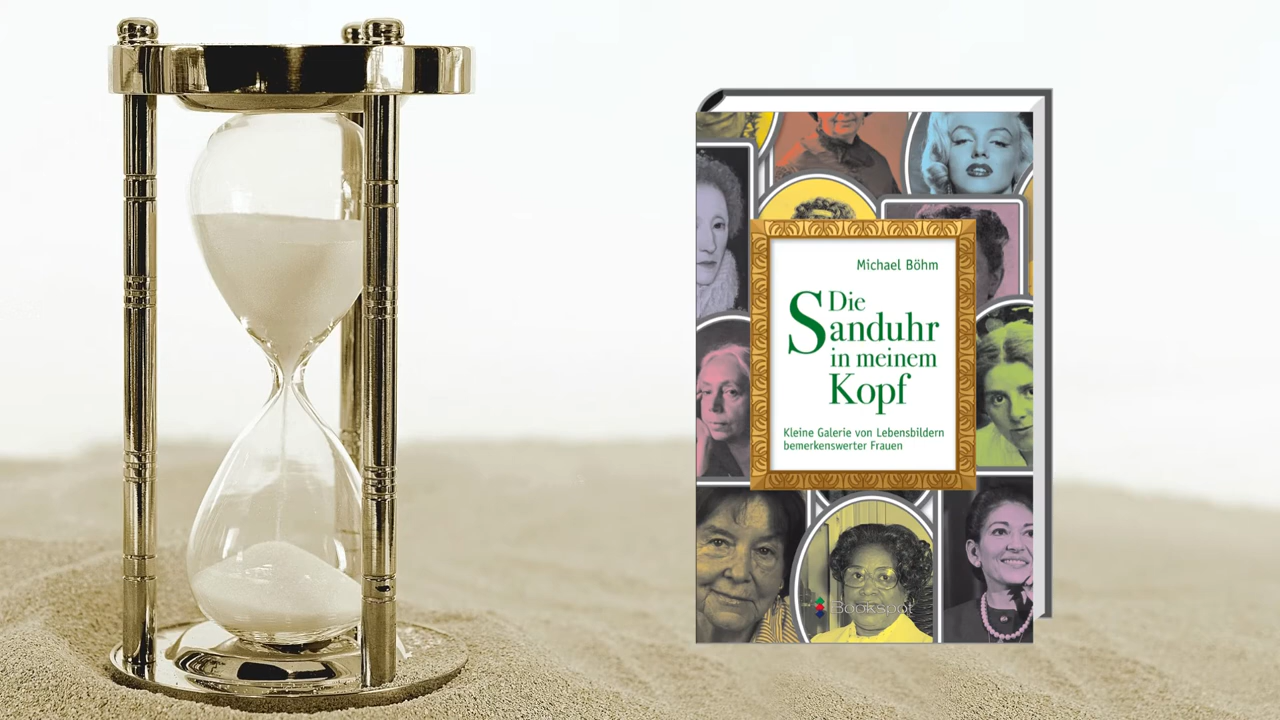 Michael Böhm
Die
Sanduhr
in meinem
Kopf
Kleine Galerie von Lebensbildern
bemerkenswerter Frauen
Bookspot